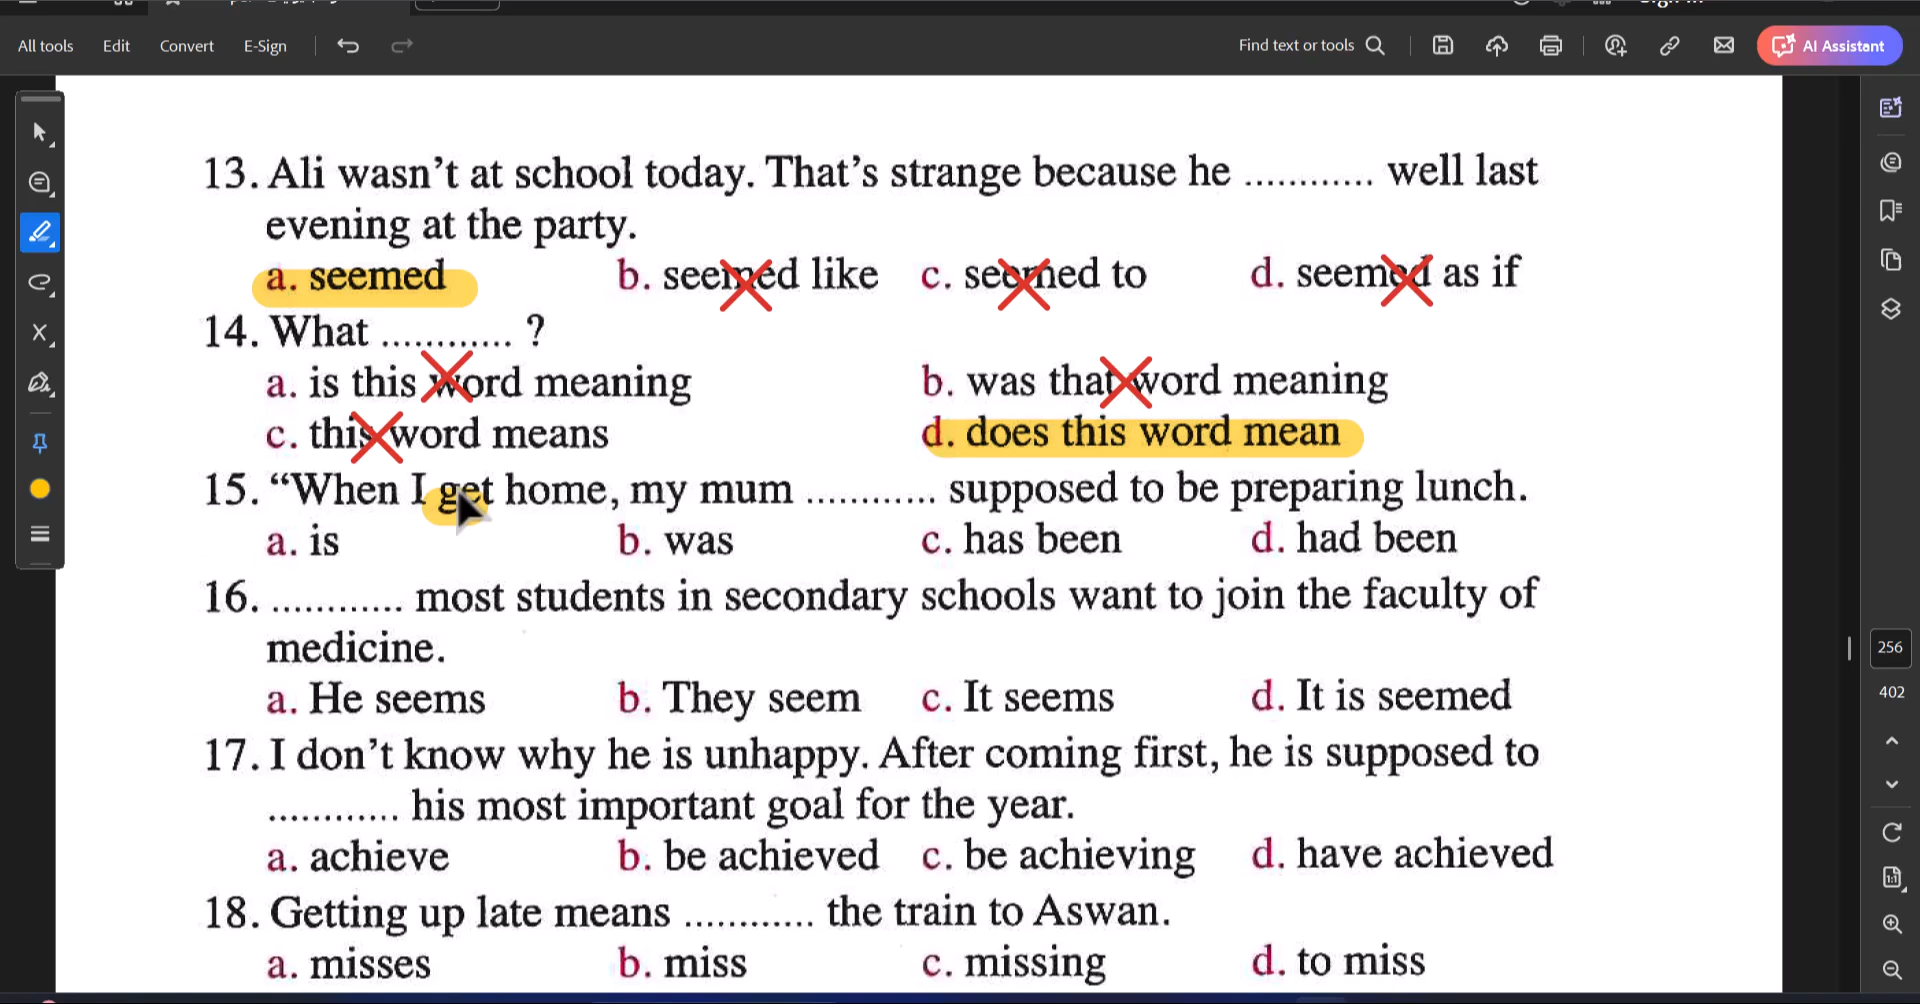 All tools Edit Convert E-Sign Find text or tools AI Assistant
13. Ali wasn't at school today. That's strange because he ............ well last
evening at the party.
a. seemed b. seemed like c. seemed to d. seemed as if
14. What ............ ?
a. is this word meaning b. was that word meaning
c. this word means d. does this word mean
15. “When I get home, my mum ............ supposed to be preparing lunch.
a. is b. was c. has been d. had been
16. ............ most students in secondary schools want to join the faculty of
medicine.
a. He seems b. They seem c. It seems d. It is seemed
17. I don't know why he is unhappy. After coming first, he is supposed to
............ his most important goal for the year.
a. achieve b. be achieved c. be achieving d. have achieved
18. Getting up late means ............ the train to Aswan.
a. misses b. miss c. missing d. to miss
256
402